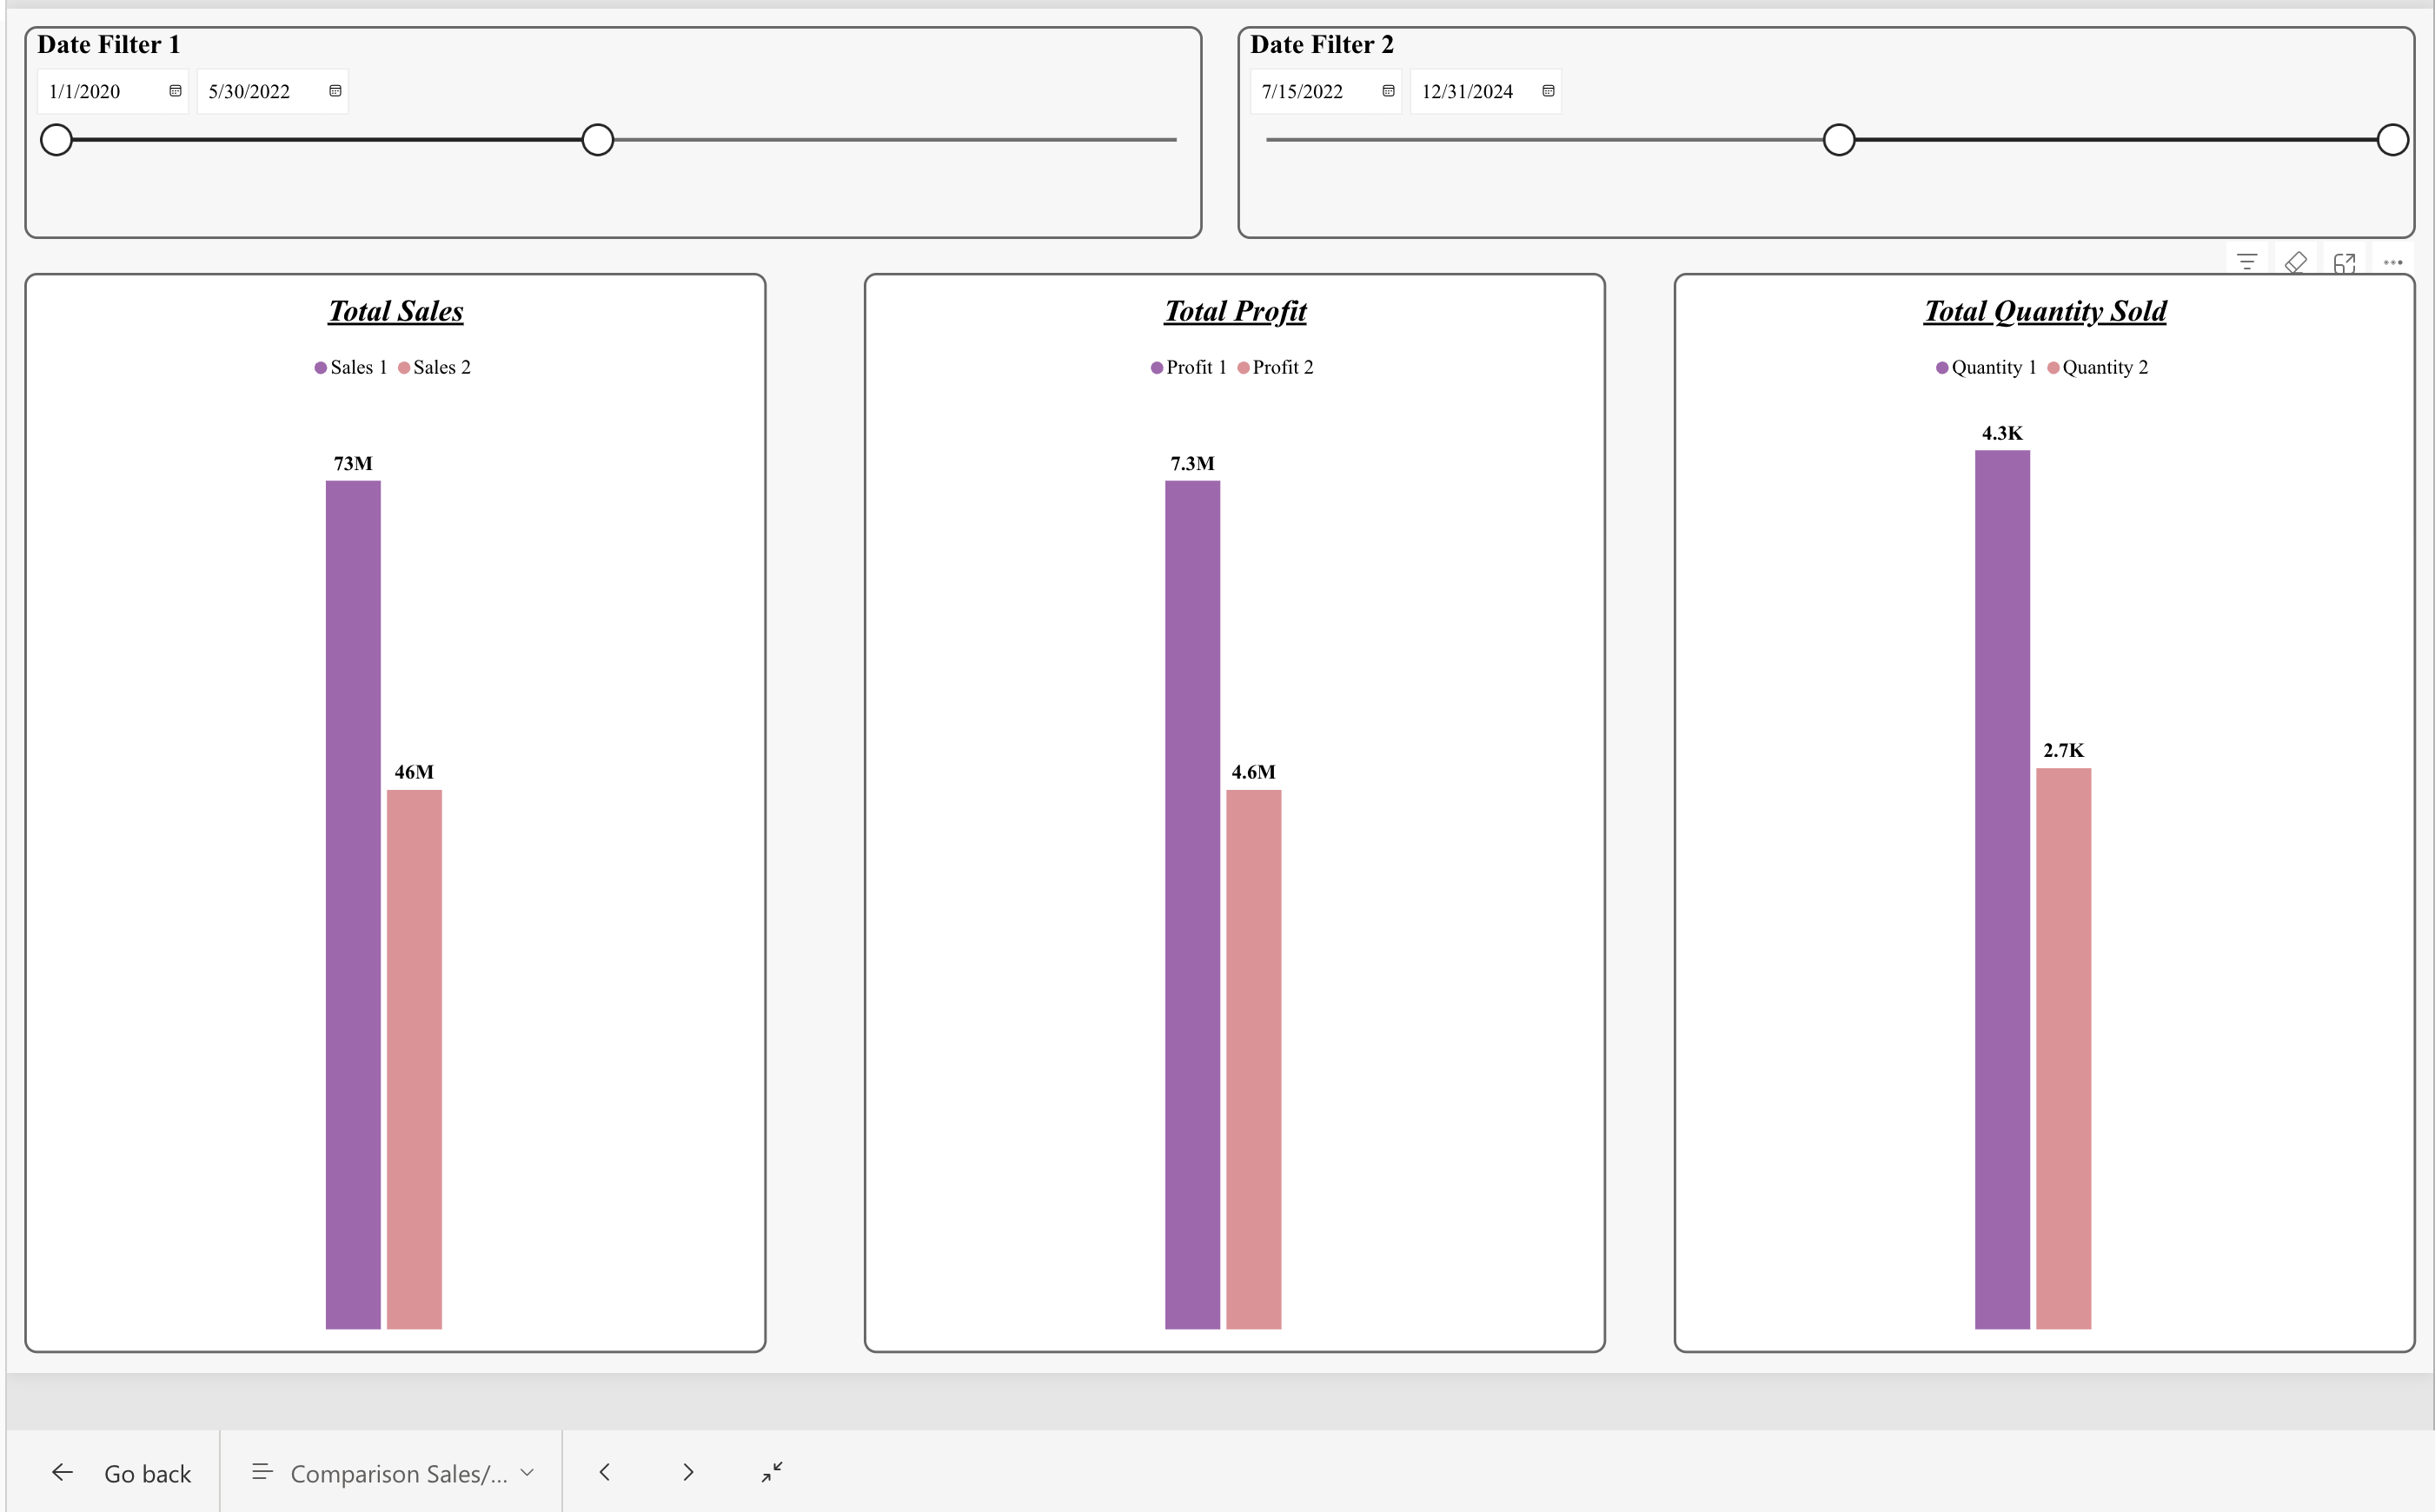 Date Filter 1
1/1/2020 5/30/2022
Date Filter 2
7/15/2022 12/31/2024
Total Sales
Sales 1 Sales 2
73M
46M
Total Profit
Profit 1 Profit 2
7.3M
4.6M
Total Quantity Sold
Quantity 1 Quantity 2
4.3K
2.7K
Go back
Comparison Sales/...